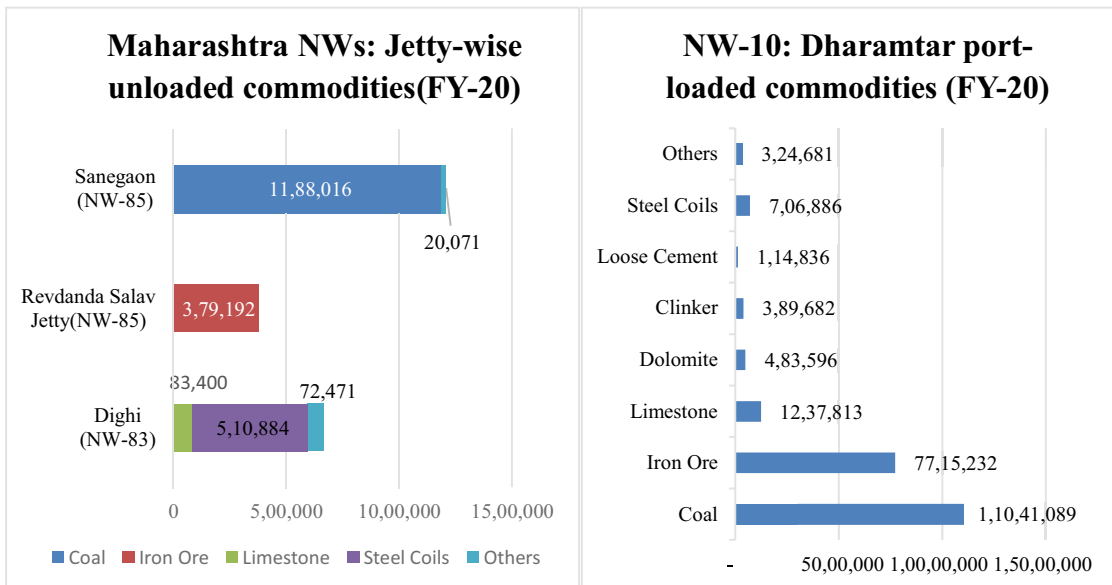 Maharashtra NWs: Jetty-wise
unloaded commodities(FY-20)
Sanegaon
(NW-85)
11,88,016
20,071
Revdanda Salav
Jetty(NW-85)
3,79,192
83,400
72,471
Dighi
(NW-83)
5,10,884
0 5,00,000 10,00,000 15,00,000
Coal Iron Ore Limestone Steel Coils Others
NW-10: Dharamtar port-
loaded commodities (FY-20)
Others 3,24,681
Steel Coils 7,06,886
Loose Cement 1,14,836
Clinker 3,89,682
Dolomite 4,83,596
Limestone 12,37,813
Iron Ore 77,15,232
Coal 1,10,41,089
- 50,00,000 1,00,00,000 1,50,00,000